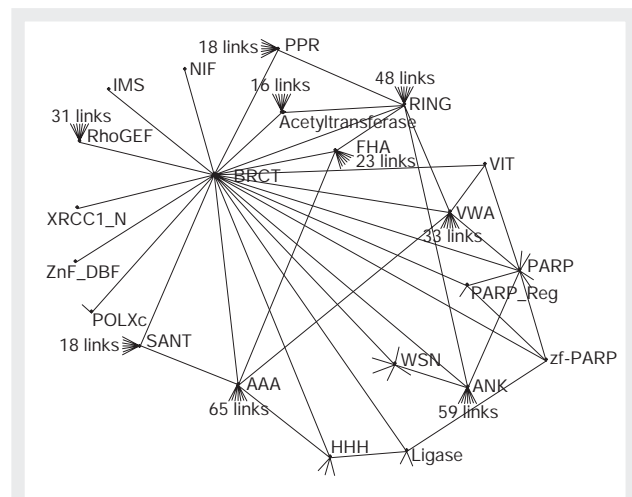 18 links PPR
NIF
IMS
16 links
48 links
RING
31 links
RhoGEF
Acetyltransferase
FHA
23 links
VIT
BRCT
XRCC1_N
VWA
33 links
ZnF_DBF
PARP
PARP_Reg
POLXc
18 links SANT
WSN
zf-PARP
AAA
65 links
ANK
59 links
HHH
Ligase